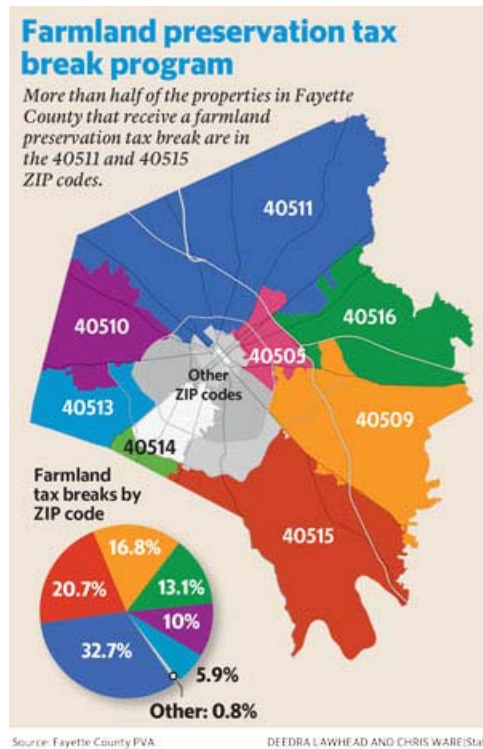 Farmland preservation tax
break program
More than half of the properties in Fayette
County that receive a farmland
preservation tax break are in
the 40511 and 40515
ZIP codes.
40511
40516
40510
40505
Other
ZIP codes
40513
40509
40514
Farmland
tax breaks by
ZIP code
40515
16.8%
20.7%
13.1%
10%
32.7%
5.9%
Other: 0.8%
Source: Fayette County PVA
DEEDRA LAWHEAD AND CHRIS WARE|Sta